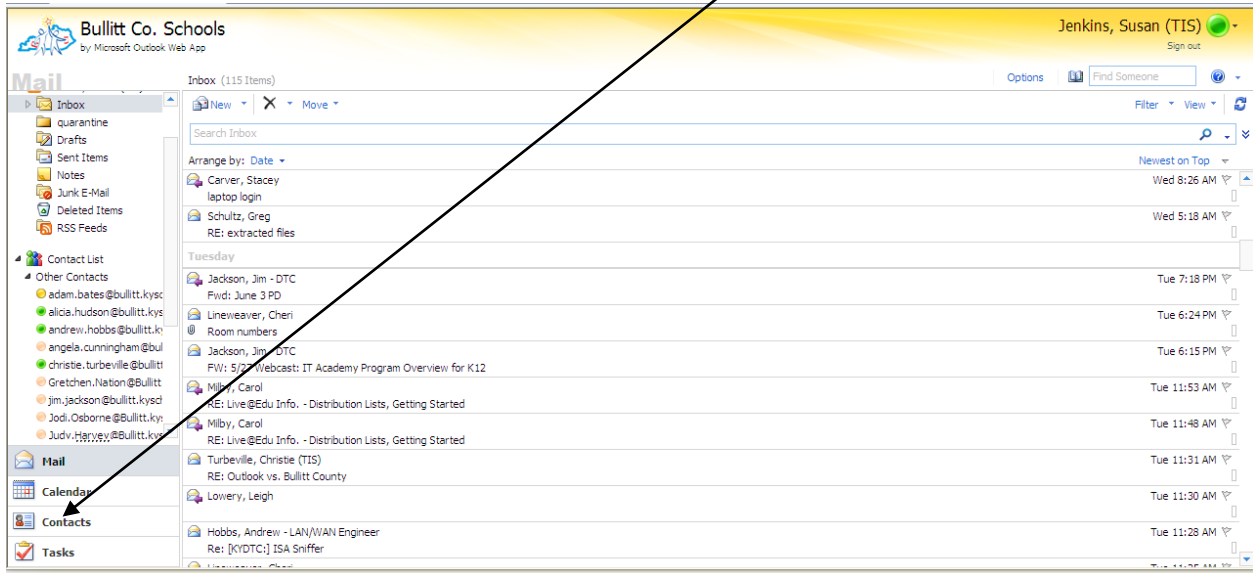 Bullitt Co. Schools
by Microsoft Outlook Web App
Jenkins, Susan (TIS)
Sign out
Mail
Inbox (115 Items)
Options
Find Someone
Inbox
quarantine
Drafts
Sent Items
Notes
Junk E-Mail
Deleted Items
RSS Feeds
Contact List
Other Contacts
adam.bates@bullitt.kysc
alicia.hudson@bullitt.kys
andrew.hobbs@bullitt.ky
angela.cunningham@bul
christie.turbeville@bullitt
Gretchen.Nation@Bullitt
jim.jackson@bullitt.kysch
Jodi.Osborne@Bullitt.ky
Judy.Harvey@Bullitt.kys
Mail
Calendar
Contacts
Tasks
New Move
Filter View
Search Inbox
Arrange by: Date
Newest on Top
Carver, Stacey Wed 8:26 AM
laptop login
Schultz, Greg Wed 5:18 AM
RE: extracted files
Tuesday
Jackson, Jim - DTC Tue 7:18 PM
Fwd: June 3 PD
Lineweaver, Cheri Tue 6:24 PM
Room numbers
Jackson, Jim - DTC Tue 6:15 PM
FW: 5/27 Webcast: IT Academy Program Overview for K12
Milby, Carol Tue 11:53 AM
RE: Live@Edu Info. - Distribution Lists, Getting Started
Milby, Carol Tue 11:48 AM
RE: Live@Edu Info. - Distribution Lists, Getting Started
Turbeville, Christie (TIS) Tue 11:31 AM
RE: Outlook vs. Bullitt County
Lowery, Leigh Tue 11:30 AM
Hobbs, Andrew - LAN/WAN Engineer Tue 11:28 AM
Re: [KYDTC:] ISA Sniffer